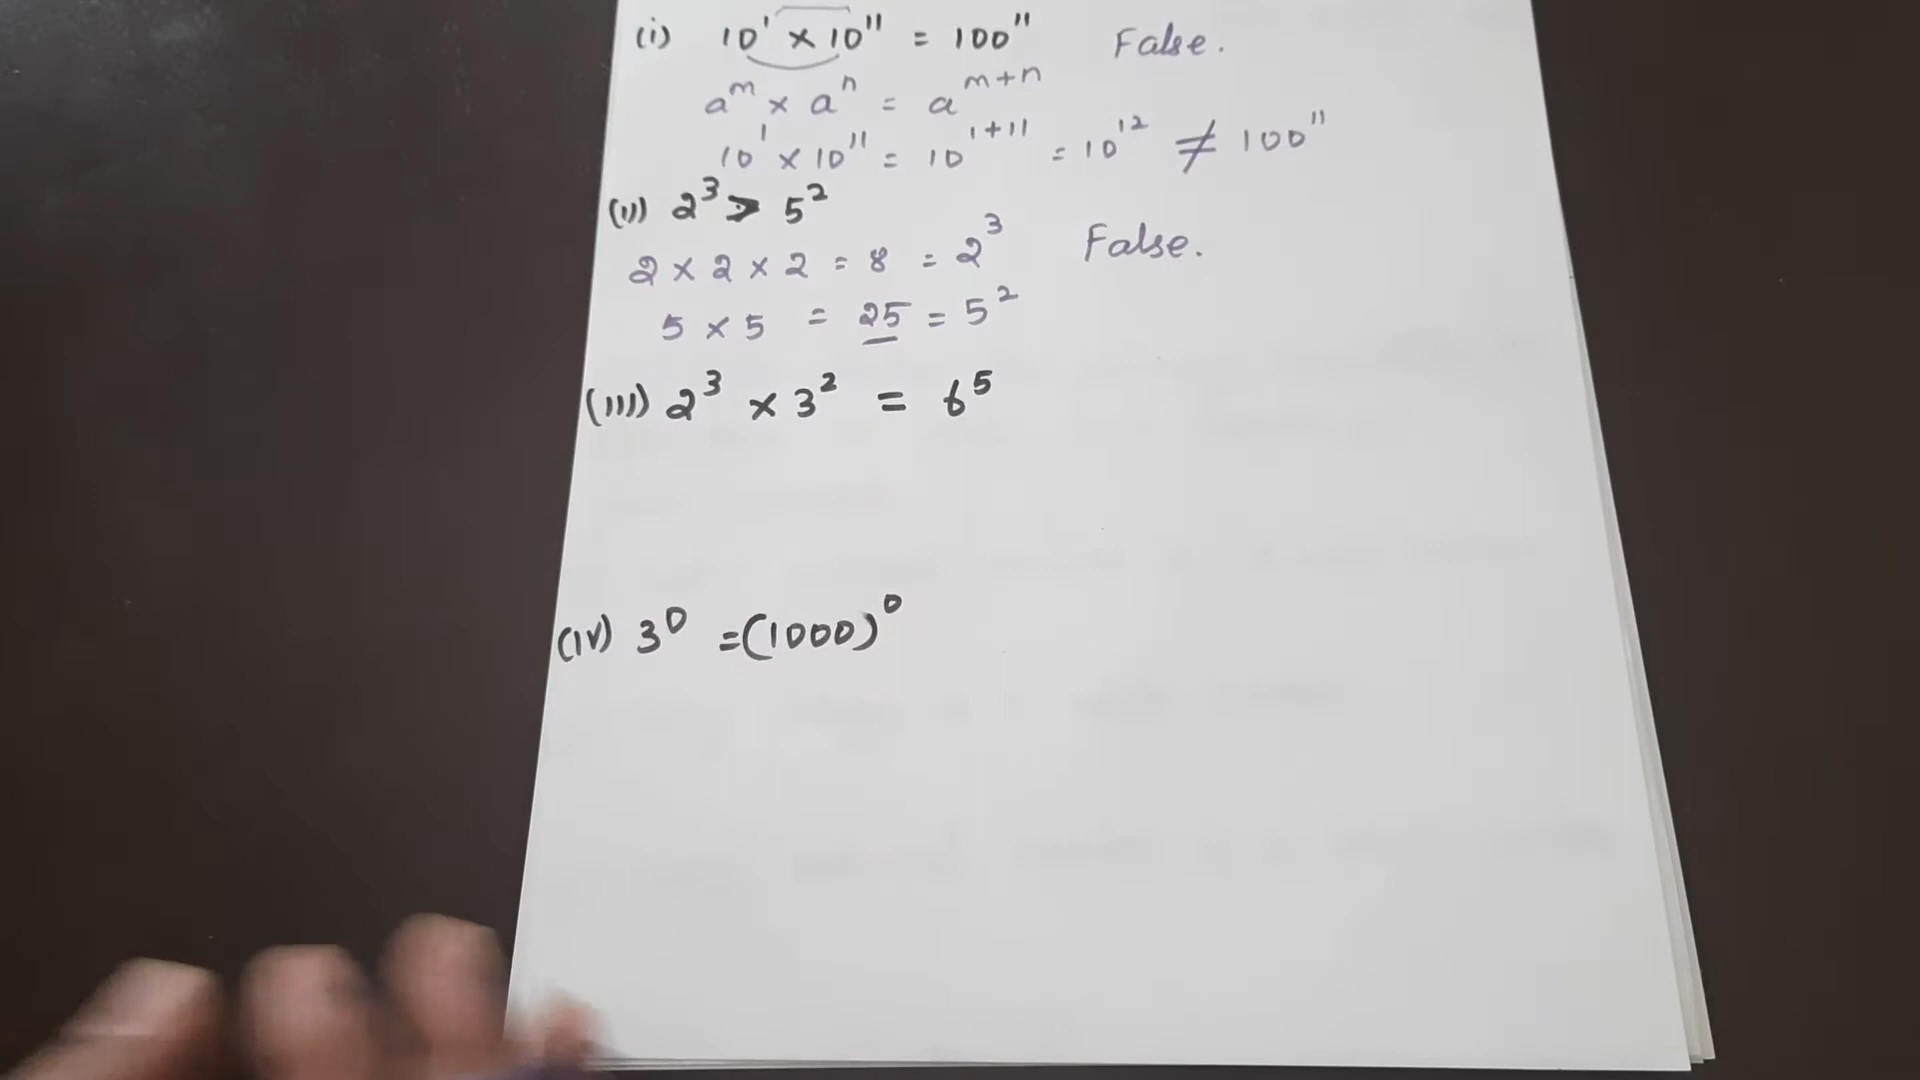 (i) 10¹ × 10¹¹ = 100¹¹ False.
aᵐ × aⁿ = aᵐ⁺ⁿ
10¹ × 10¹¹ = 10¹⁺¹¹ = 10¹² ≠ 100¹¹
(ii) 2³ > 5²
2 × 2 × 2 = 8 = 2³ False.
5 × 5 = 25 = 5²
(iii) 2³ × 3² = 6⁵
(iv) 3⁰ = (1000)⁰